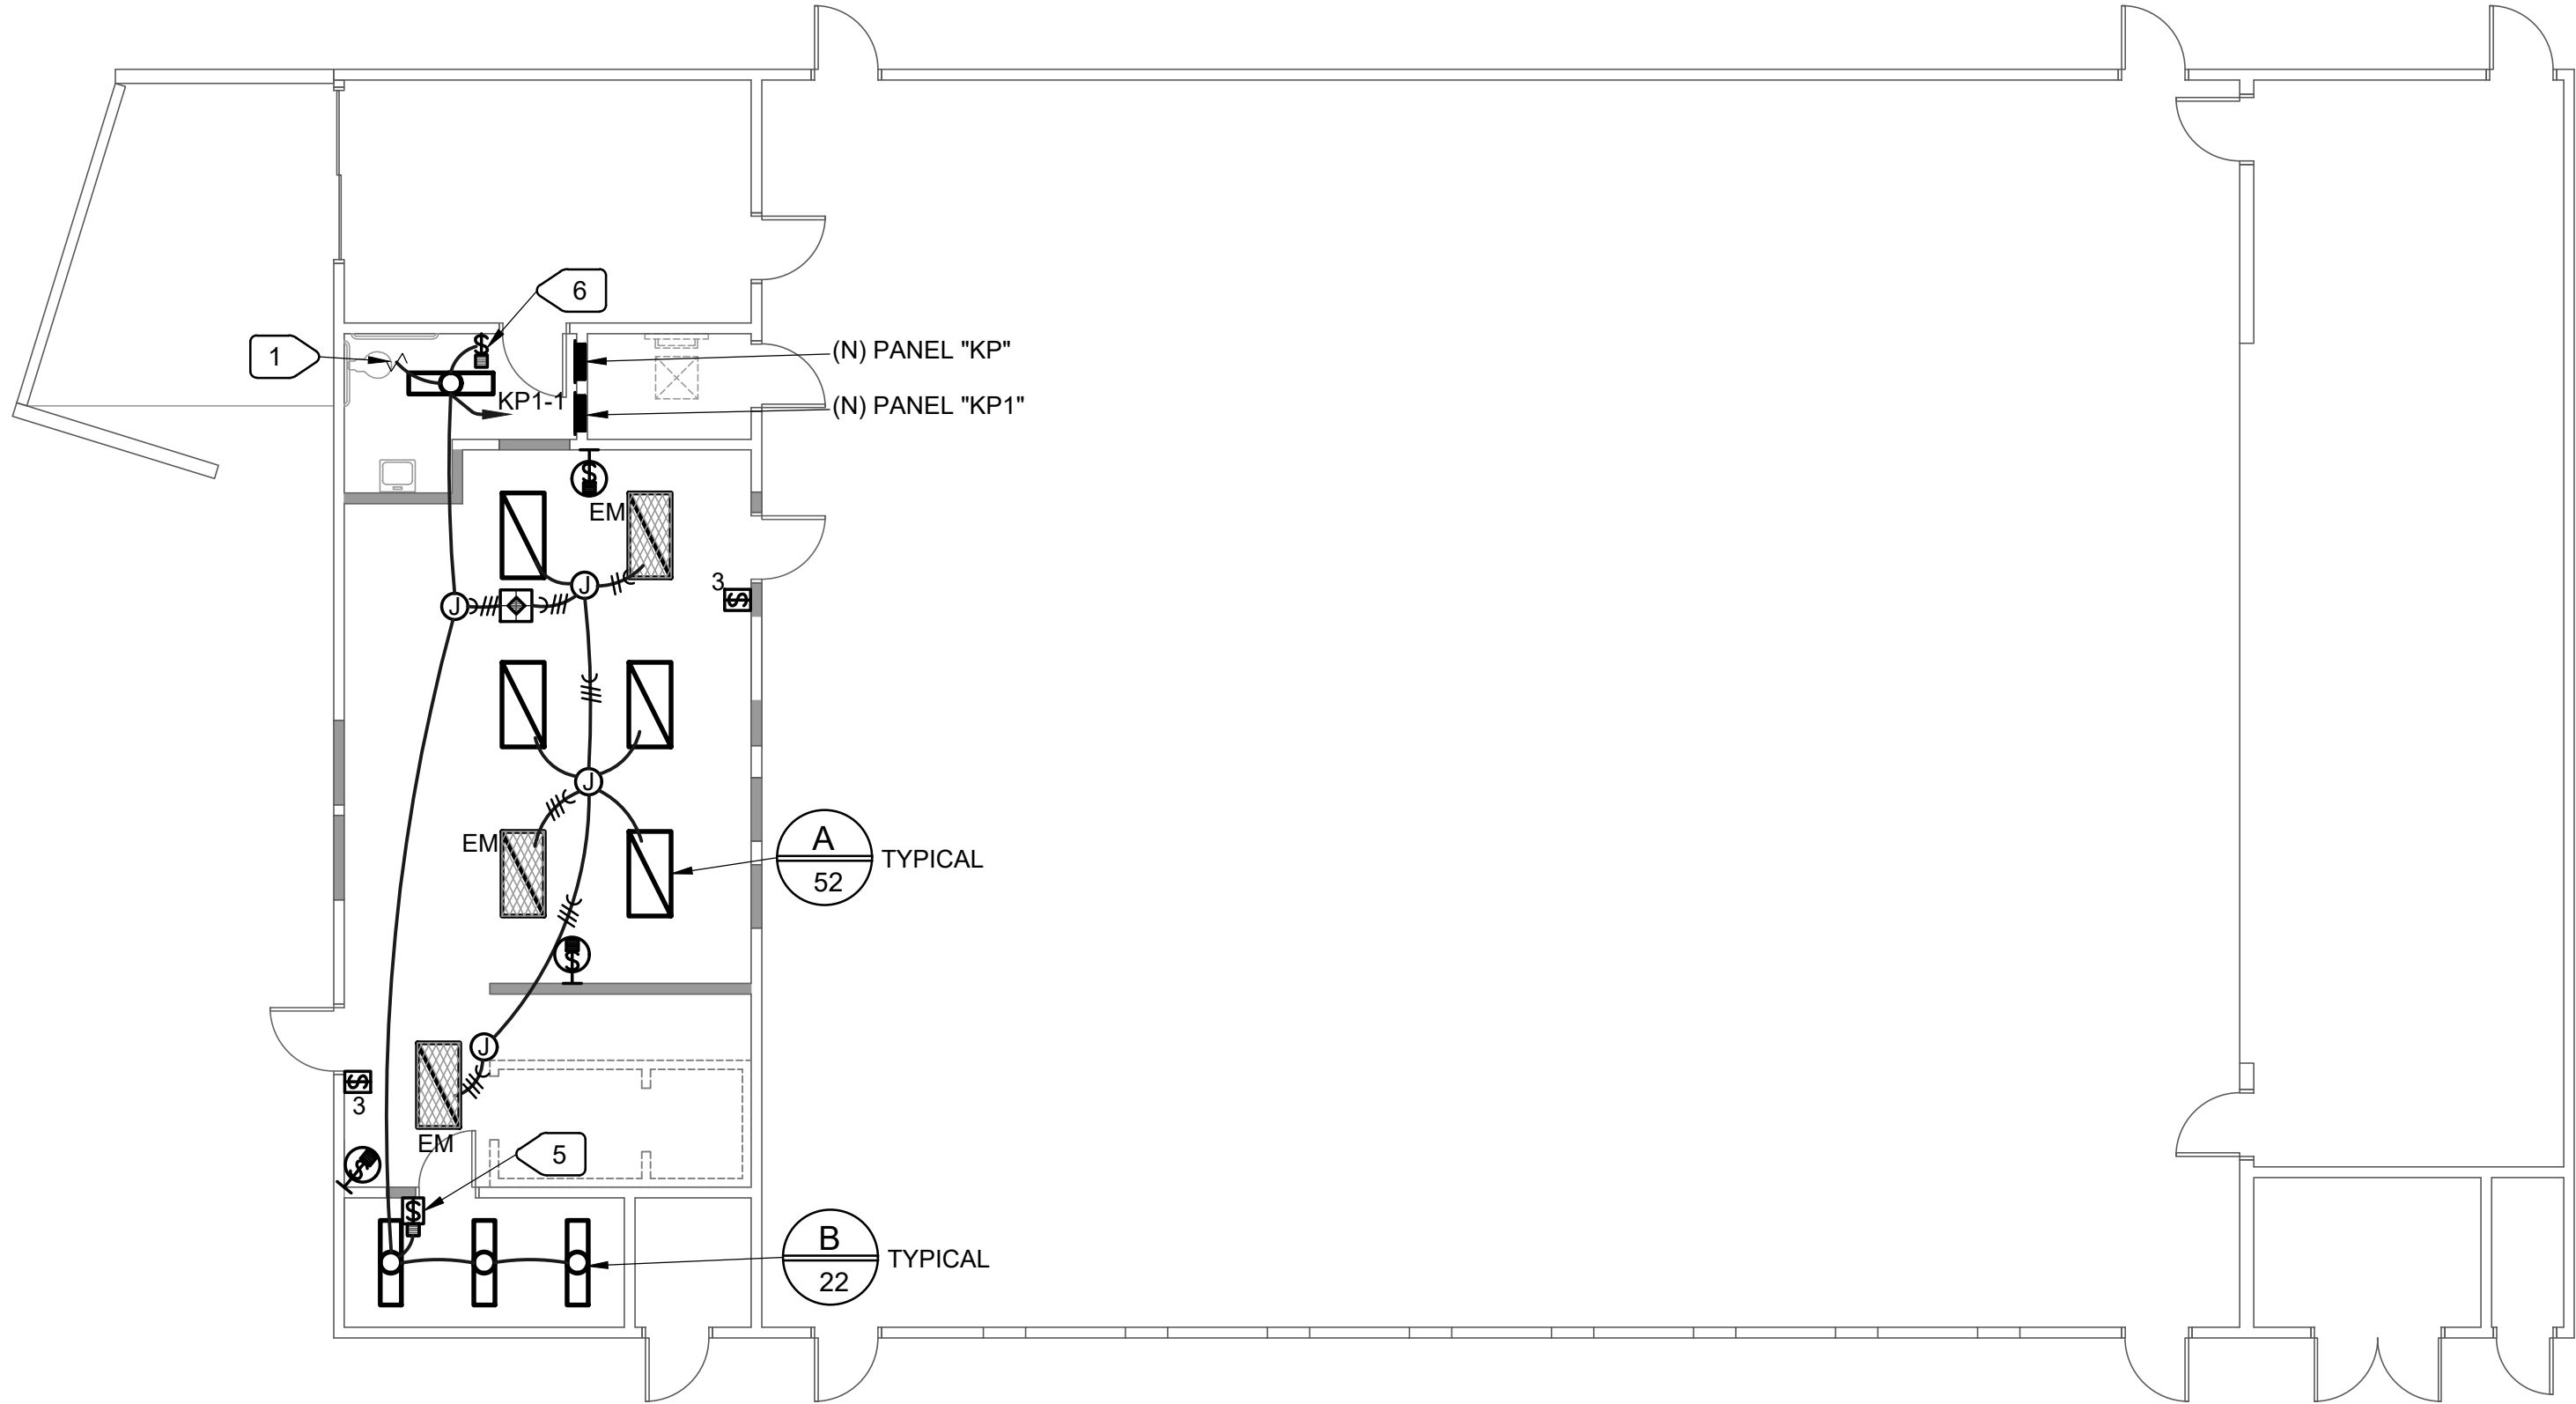 6
$
1
(N) PANEL "KP"
KP1-1
(N) PANEL "KP1"
$
EM
3
$
J
J
J
EM
A
52
TYPICAL
$
J
$
3
EM
5
$
$
B
22
TYPICAL